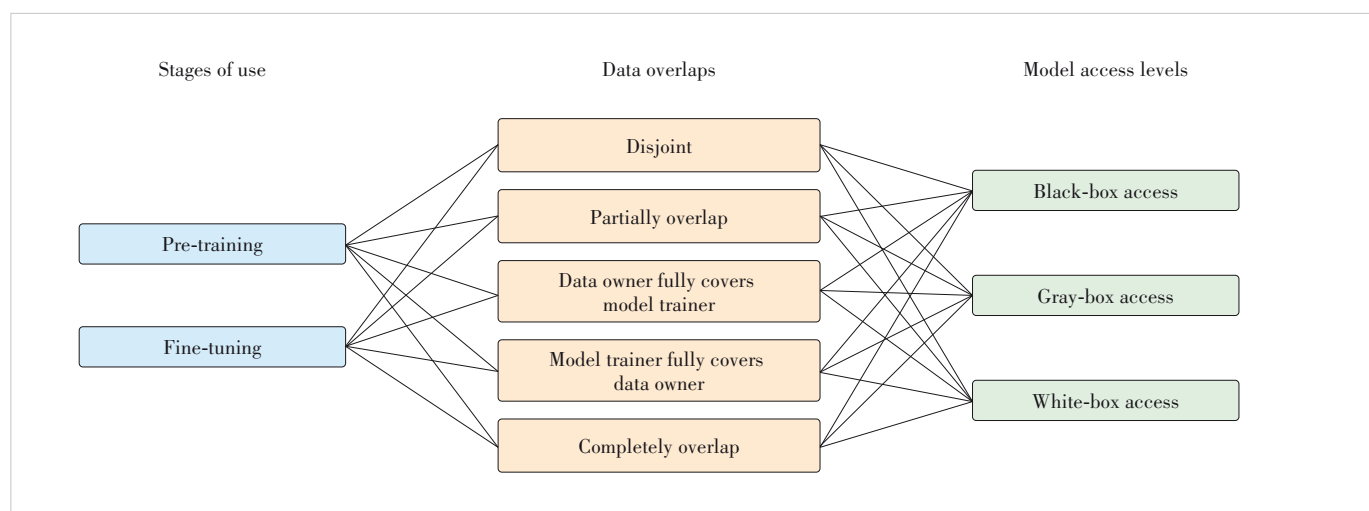 Stages of use
Data overlaps
Model access levels
Disjoint
Partially overlap
Data owner fully covers
model trainer
Model trainer fully covers
data owner
Completely overlap
Pre-training
Fine-tuning
Black-box access
Gray-box access
White-box access